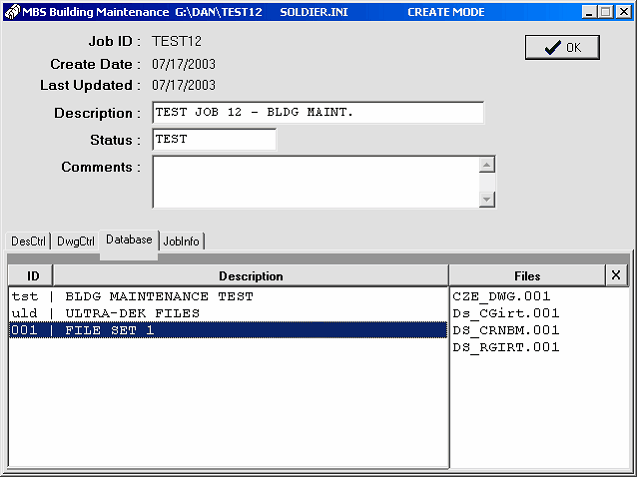 MBS Building Maintenance G:\DAN\TEST12 SOLDIER.INI CREATE MODE
Job ID : TEST12
OK
Create Date : 07/17/2003
Last Updated : 07/17/2003
Description : TEST JOB 12 - BLDG MAINT.
Status : TEST
Comments :
DesCtrl DwgCtrl Database JobInfo
ID Description Files X
tst | BLDG MAINTENANCE TEST CZE_DWG.001
uld | ULTRA-DEK FILES Ds_CGirt.001
001 | FILE SET 1 DS_CRNBM.001
DS_RGIRT.001